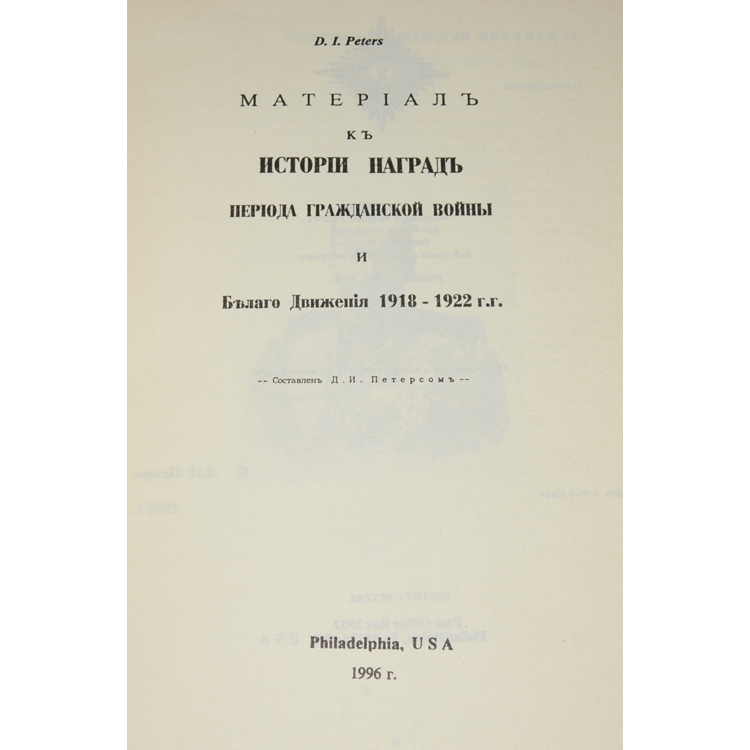 D. I. Peters
МАТЕРІАЛЪ
КЪ
ИСТОРІИ НАГРАДЪ
ПЕРІОДА ГРАЖДАНСКОЙ ВОЙНЫ
И
БѢЛАГО ДВИЖЕНІЯ 1918 - 1922 г.г.
-- Составленъ Д.И. Петерсомъ --
Philadelphia, USA
1996 г.